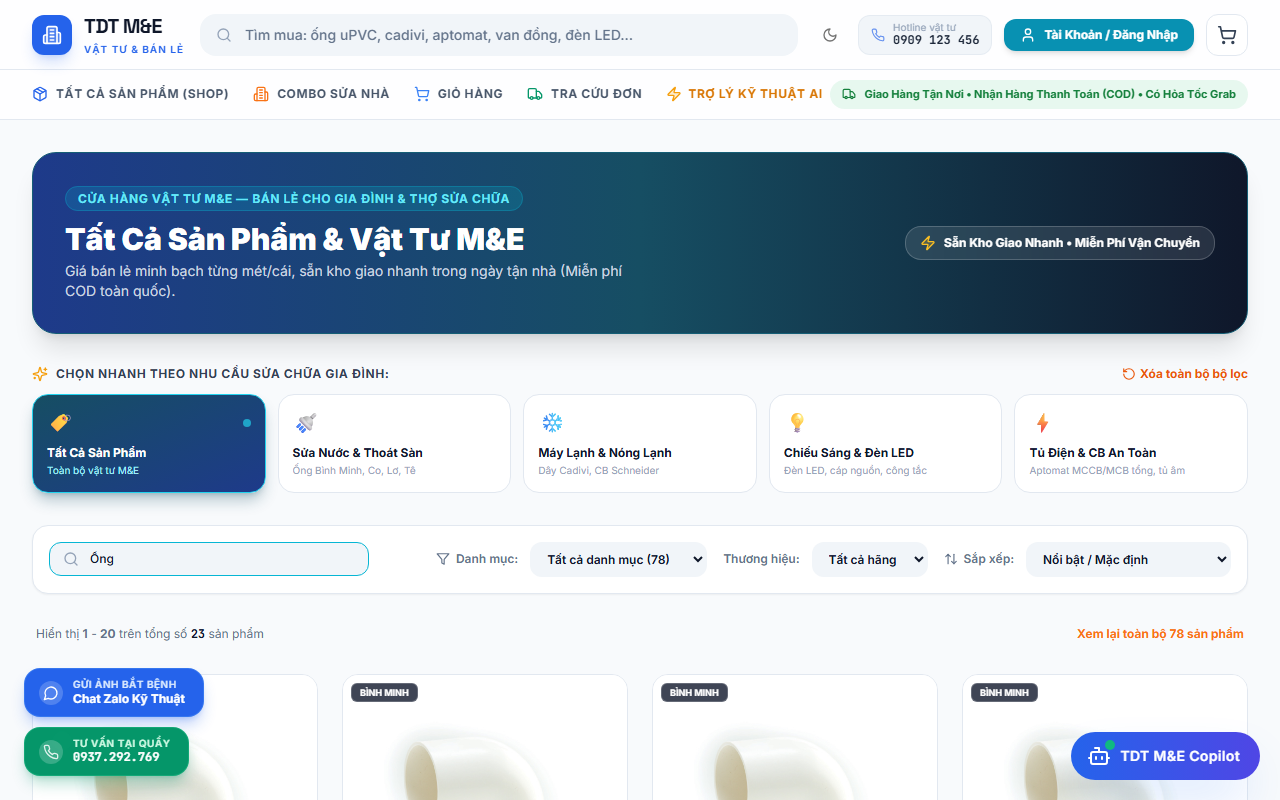 TDT M&E
VẬT TƯ & BÁN LẺ
Tìm mua: ống uPVC, cadivi, aptomat, van đồng, đèn LED...
Hotline vật tư
0909 123 456
Tài Khoản / Đăng Nhập
TẤT CẢ SẢN PHẨM (SHOP)
COMBO SỬA NHÀ
GIỎ HÀNG
TRA CỨU ĐƠN
TRỢ LÝ KỸ THUẬT AI
Giao Hàng Tận Nơi • Nhận Hàng Thanh Toán (COD) • Có Hỏa Tốc Grab
CỬA HÀNG VẬT TƯ M&E — BÁN LẺ CHO GIA ĐÌNH & THỢ SỬA CHỮA
Tất Cả Sản Phẩm & Vật Tư M&E
Giá bán lẻ minh bạch từng mét/cái, sẵn kho giao nhanh trong ngày tận nhà (Miễn phí
COD toàn quốc).
Sẵn Kho Giao Nhanh • Miễn Phí Vận Chuyển
CHỌN NHANH THEO NHU CẦU SỬA CHỮA GIA ĐÌNH:
Xóa toàn bộ bộ lọc
Tất Cả Sản Phẩm
Toàn bộ vật tư M&E
Sửa Nước & Thoát Sàn
Ống Bình Minh, Co, Lơ, Tê
Máy Lạnh & Nóng Lạnh
Dây Cadivi, CB Schneider
Chiếu Sáng & Đèn LED
Đèn LED, cáp nguồn, công tắc
Tủ Điện & CB An Toàn
Aptomat MCCB/MCB tổng, tủ âm
Ống
Danh mục:
Tất cả danh mục (78)
Thương hiệu:
Tất cả hãng
Sắp xếp:
Nổi bật / Mặc định
Hiển thị 1 - 20 trên tổng số 23 sản phẩm
Xem lại toàn bộ 78 sản phẩm
GỬI ẢNH BẮT BỆNH
Chat Zalo Kỹ Thuật
TƯ VẤN TẠI QUẦY
0937.292.769
BÌNH MINH
BÌNH MINH
BÌNH MINH
TDT M&E Copilot